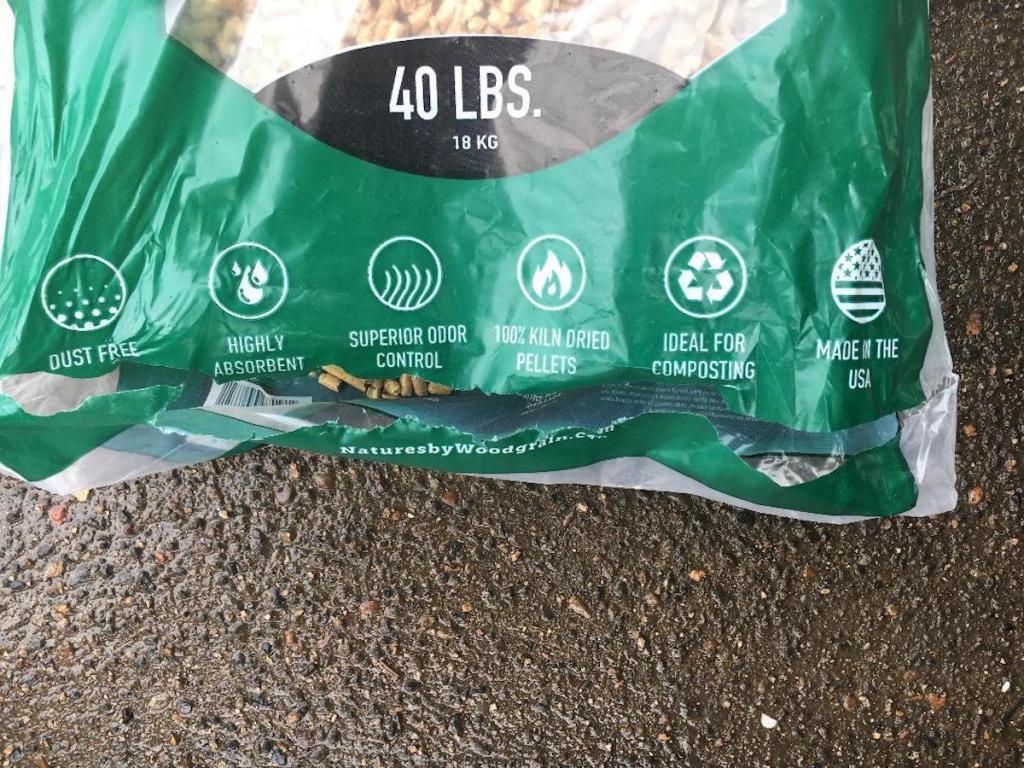 40 LBS.
18 KG
DUST FREE
HIGHLY
ABSORBENT
SUPERIOR ODOR
CONTROL
100% KILN DRIED
PELLETS
IDEAL FOR
COMPOSTING
MADE IN THE
USA
NaturesbyWoodgrain.com